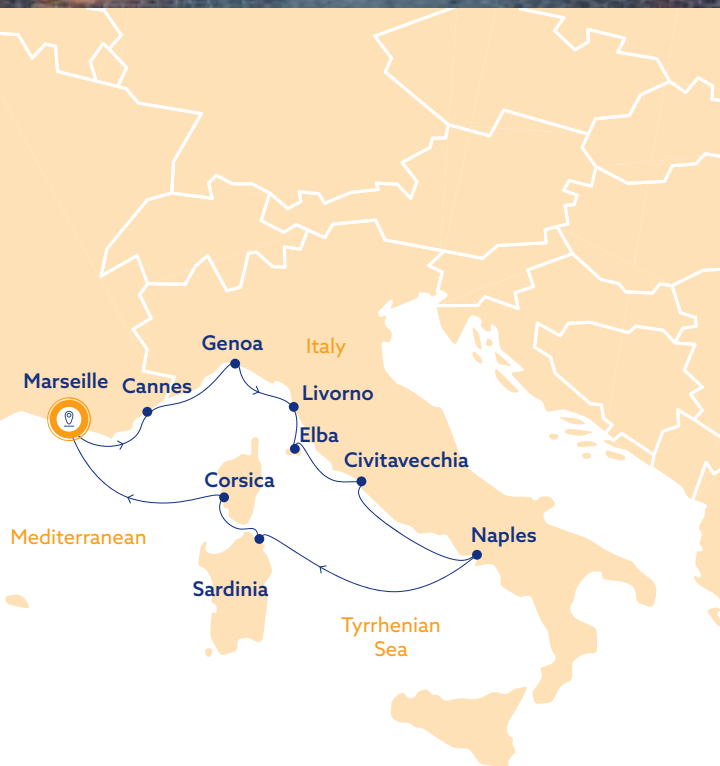 Genoa
Italy
Marseille
Cannes
Livorno
Elba
Civitavecchia
Corsica
Mediterranean
Naples
Sardinia
Tyrrhenian
Sea